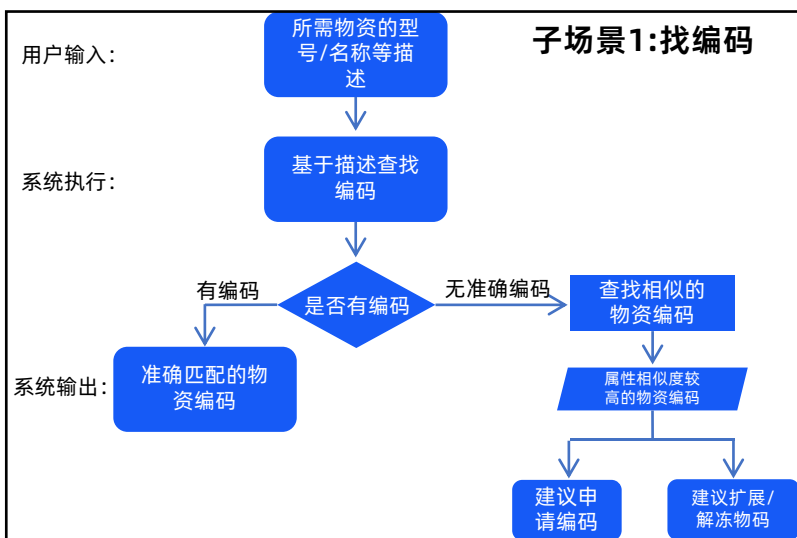 子场景1:找编码
用户输入：
所需物资的型
号/名称等描
述
系统执行：
基于描述查找
编码
有编码
是否有编码
无准确编码
查找相似的
物资编码
系统输出：
准确匹配的物
资编码
属性相似度较
高的物资编码
建议申
请编码
建议扩展/
解冻物码